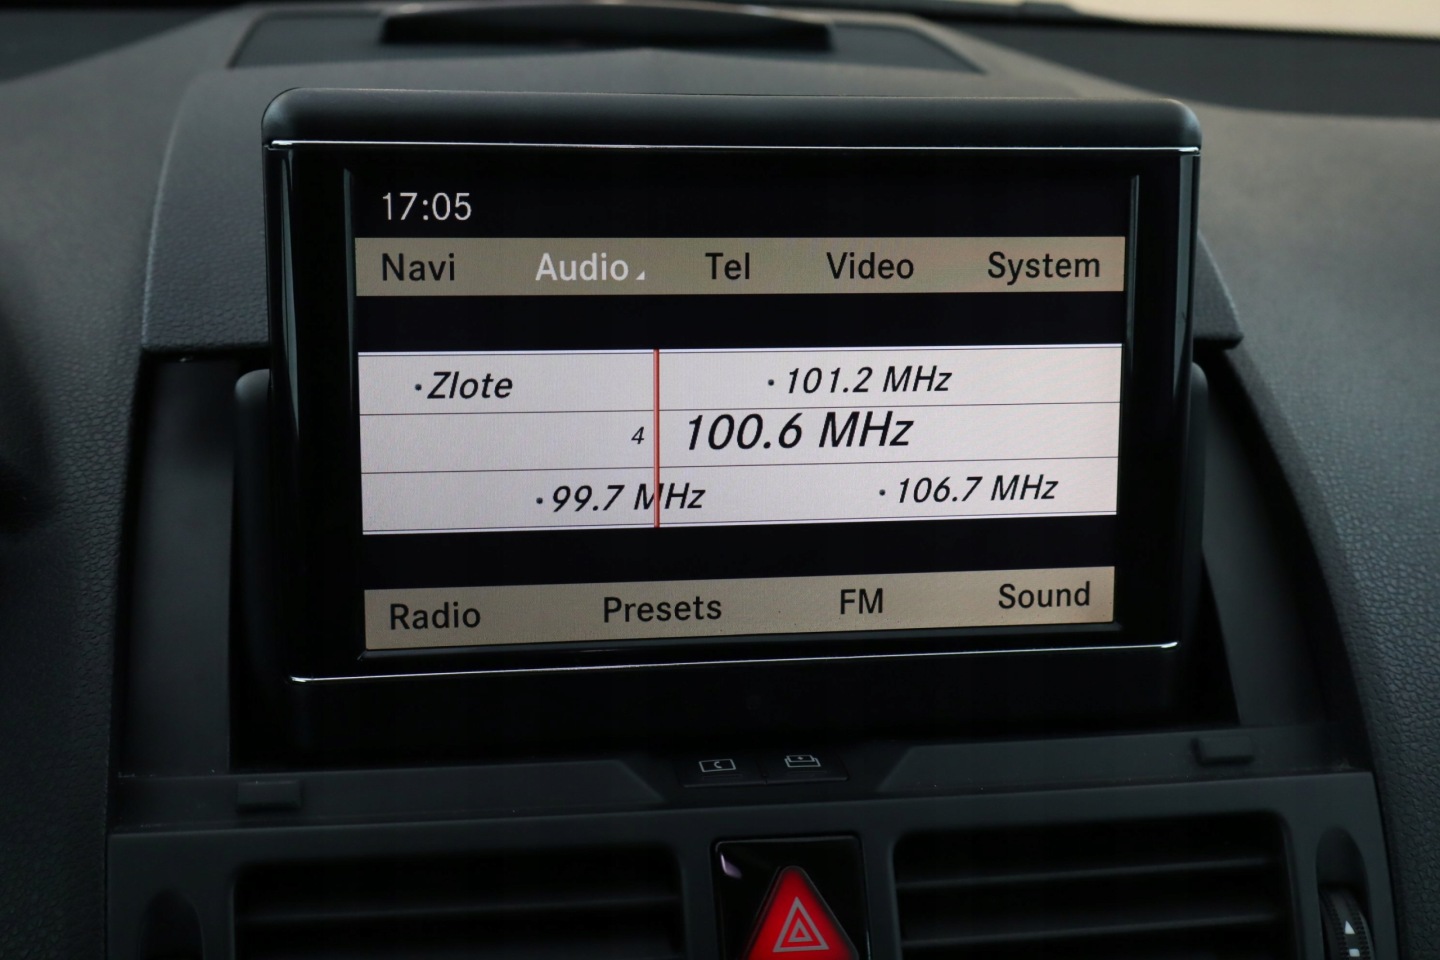 17:05
Navi Audio Tel Video System
·Zlote ·101.2 MHz
4 100.6 MHz
·99.7 MHz ·106.7 MHz
Radio Presets FM Sound